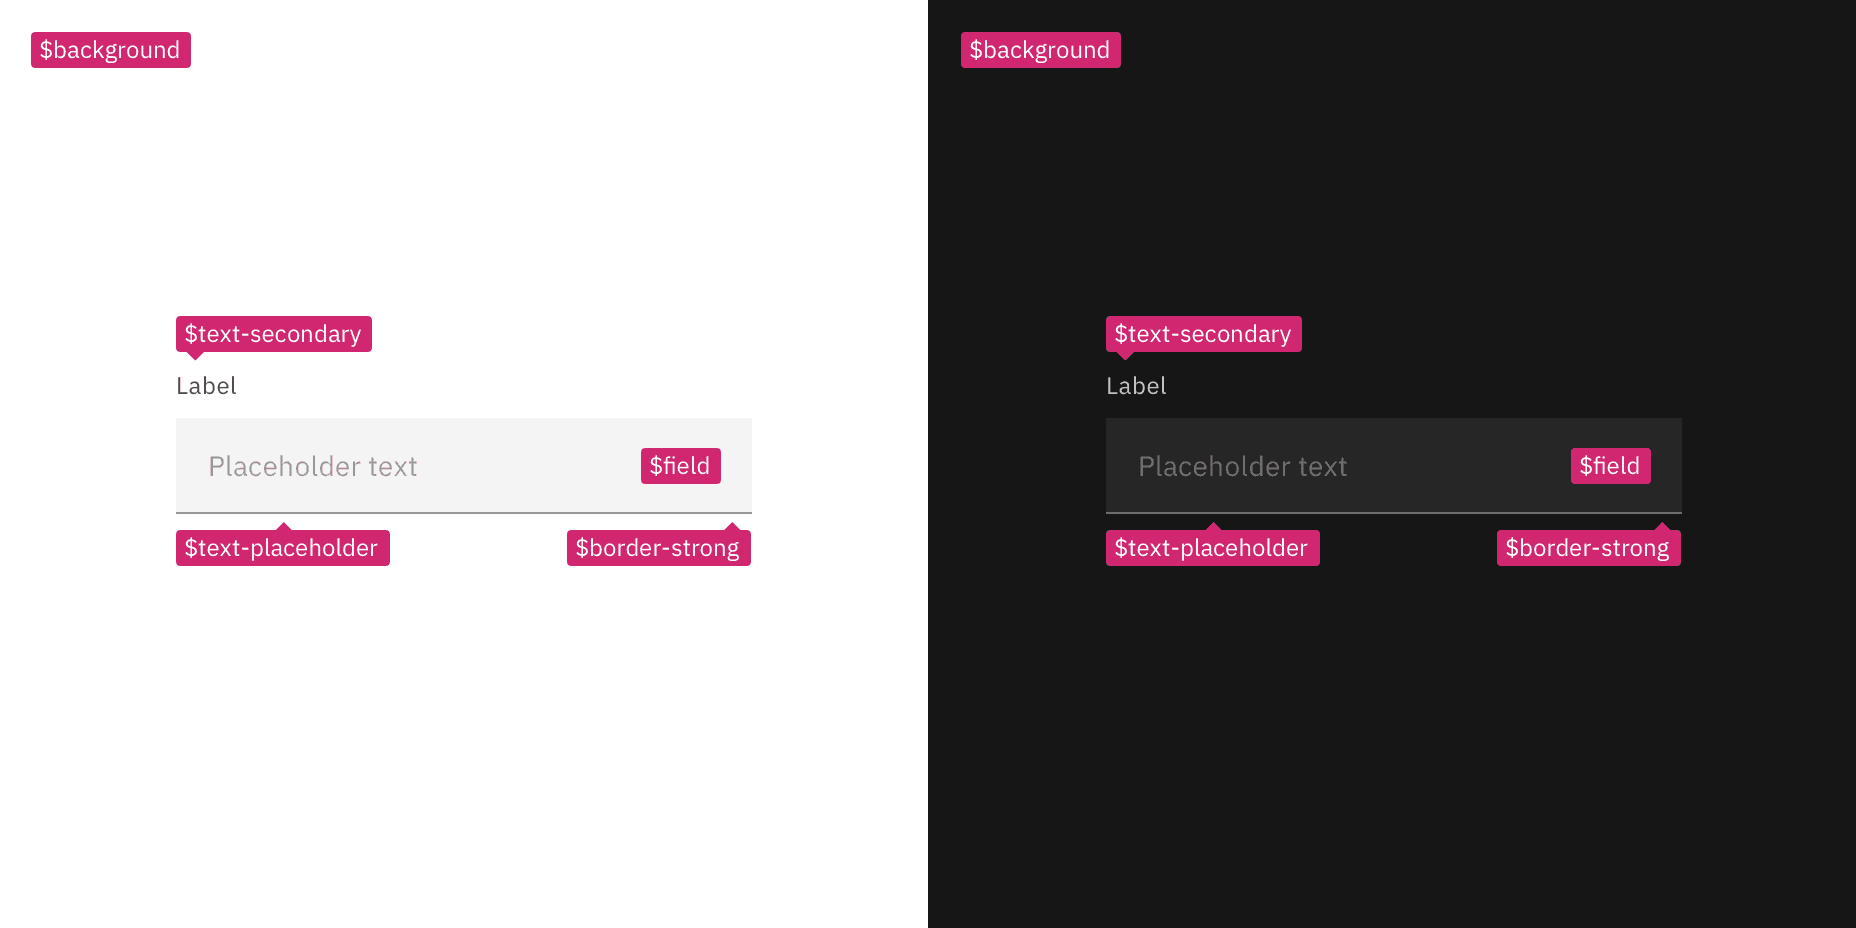 $background
$text-secondary
Label
Placeholder text
$field
$text-placeholder
$border-strong
$background
$text-secondary
Label
Placeholder text
$field
$text-placeholder
$border-strong